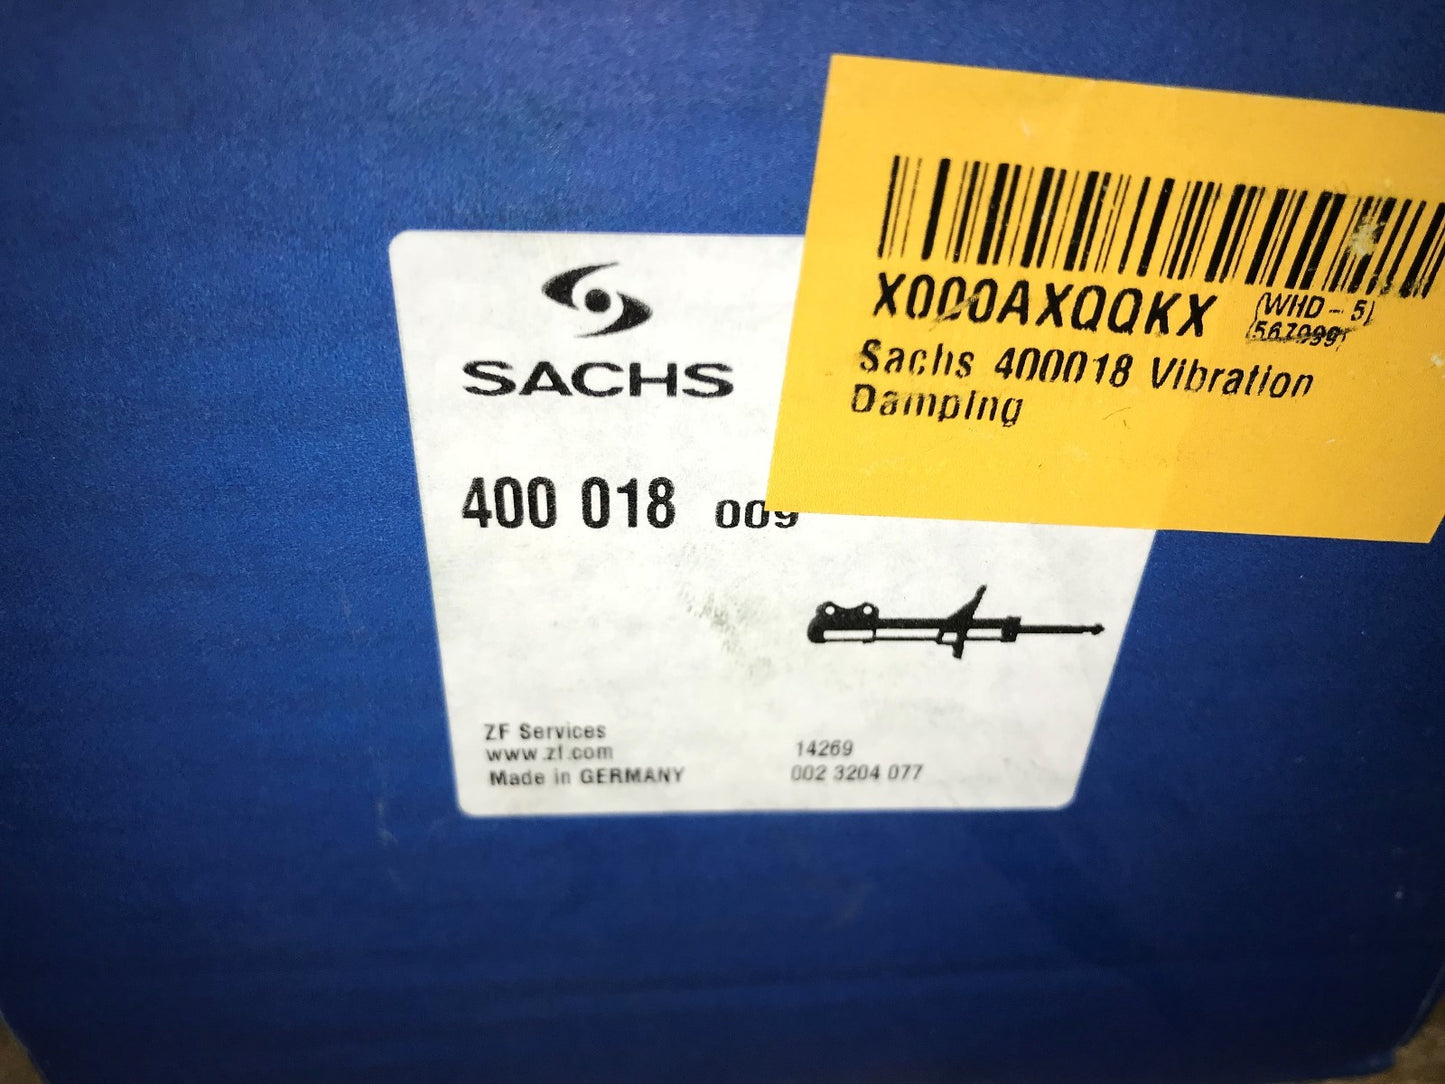 SACHS
400 018 009
ZF Services
www.zf.com
Made in GERMANY
14269
002 3204 077
X000AXQQKX
(WHD - 5)
Sachs 400018 Vibration
Damping